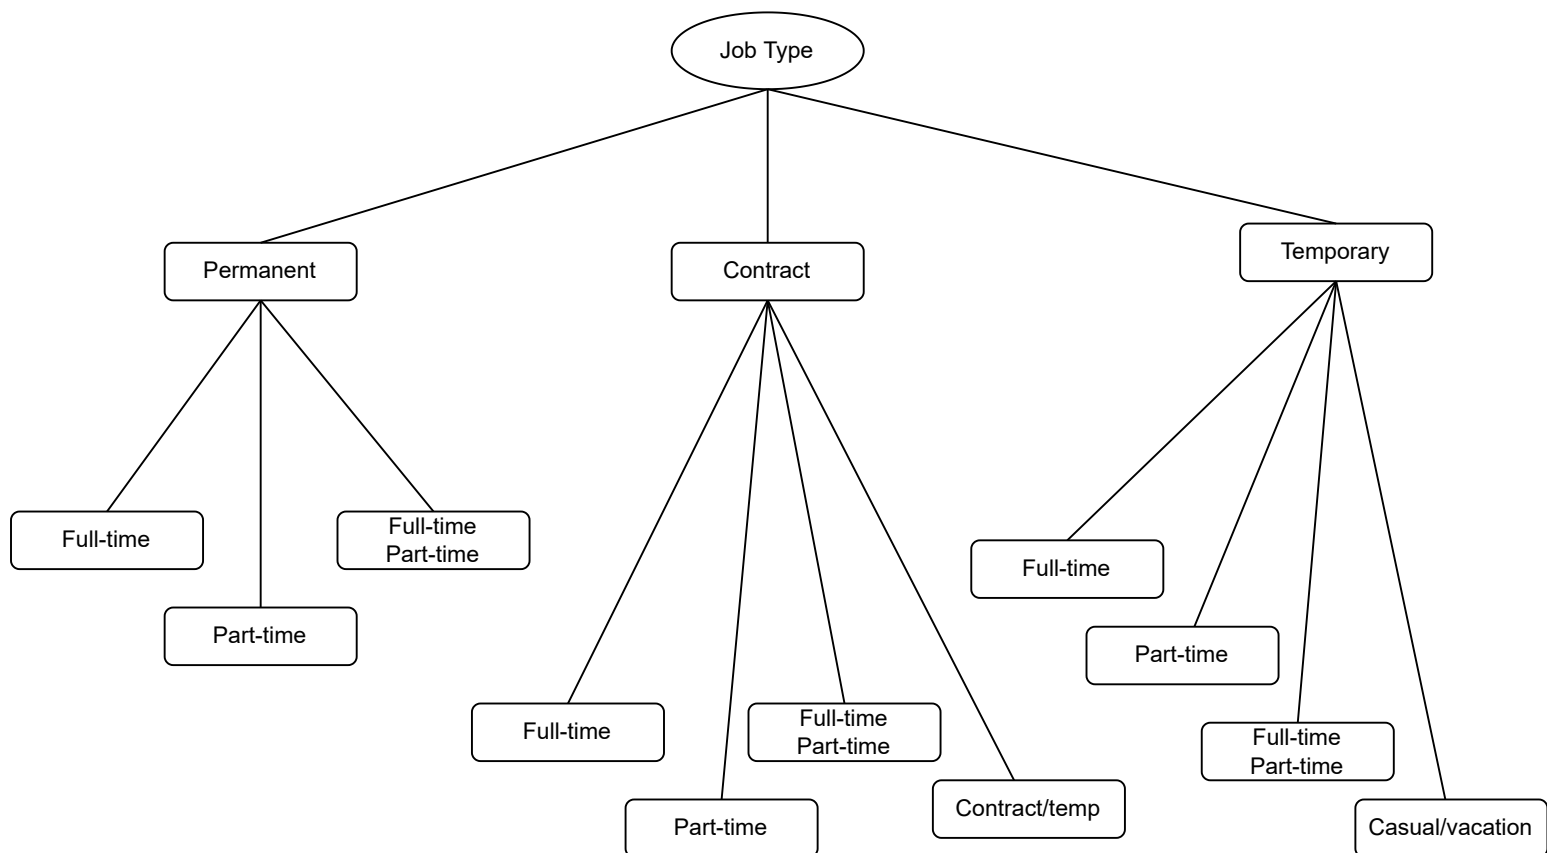 Job Type
Permanent
Contract
Temporary
Full-time
Part-time
Full-time
Part-time
Full-time
Part-time
Full-time
Part-time
Contract/temp
Full-time
Part-time
Full-time
Part-time
Casual/vacation